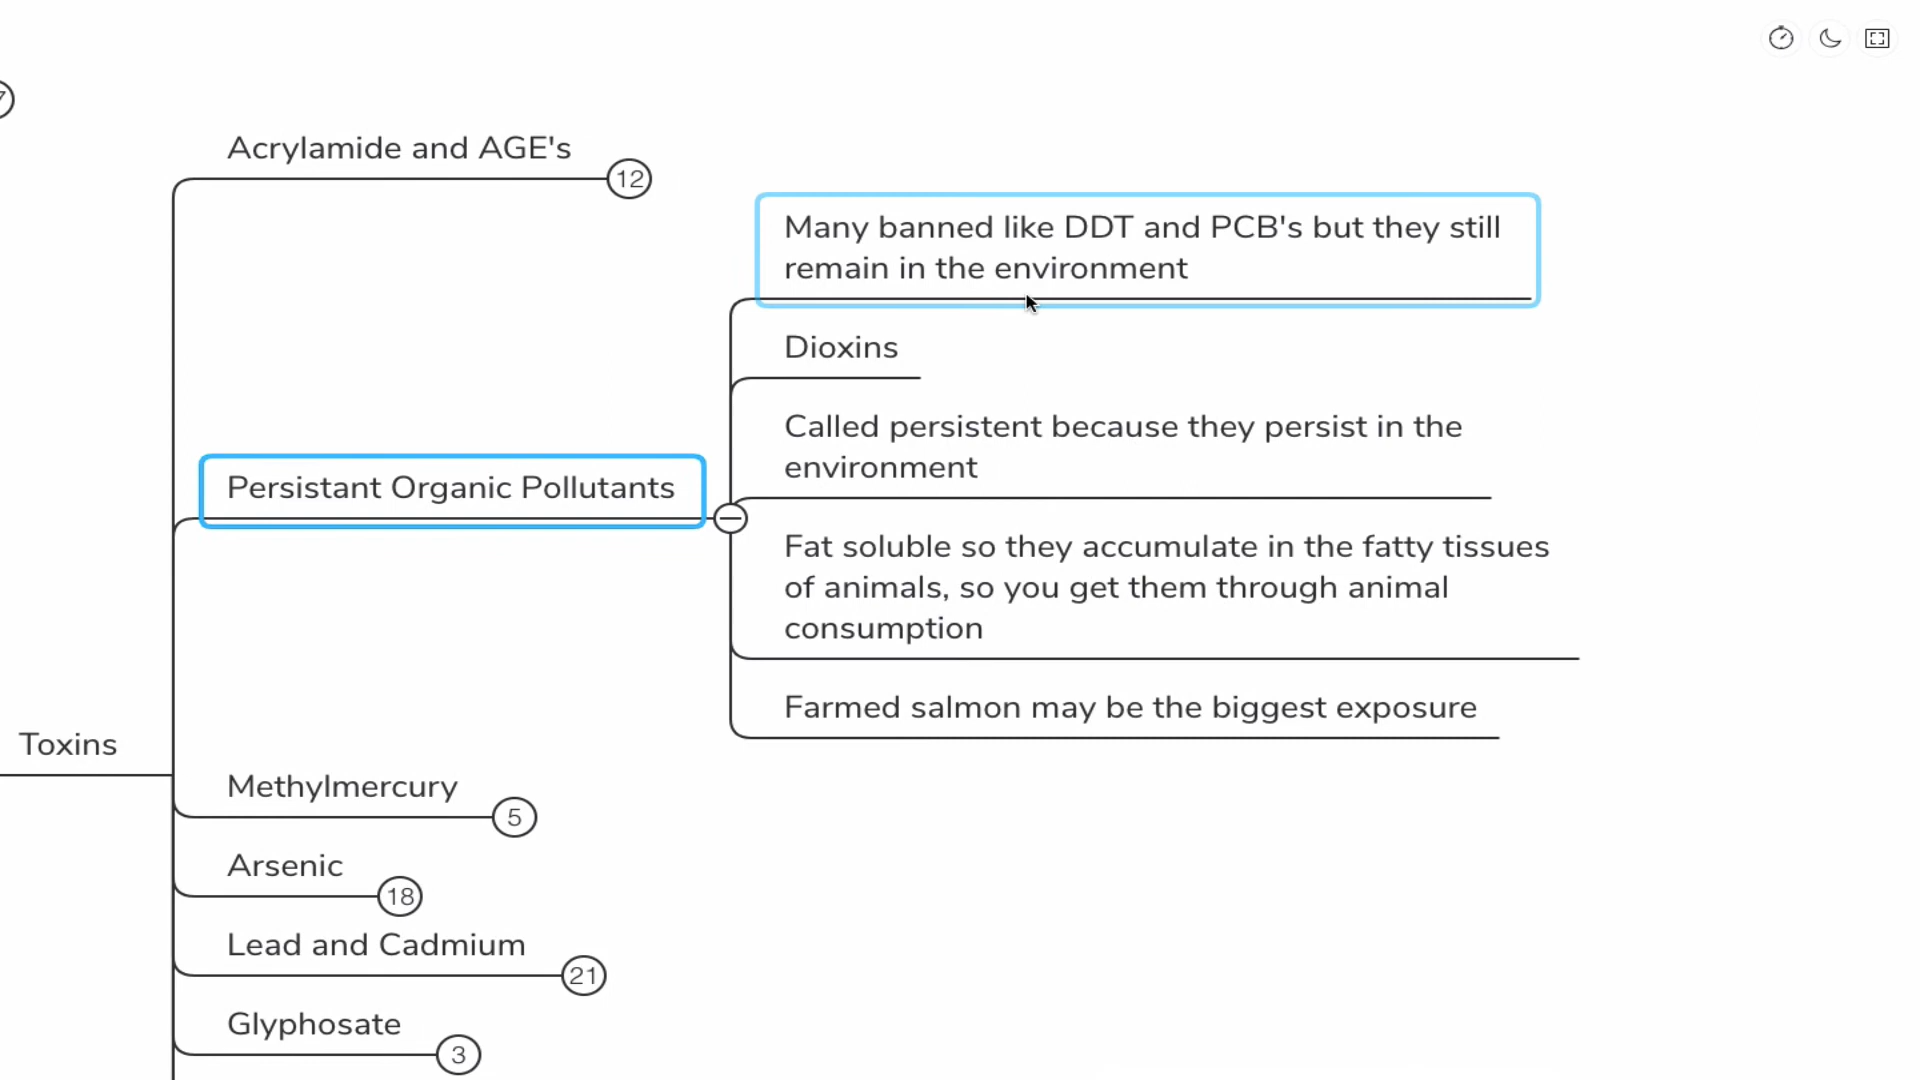 Acrylamide and AGE's
12
Many banned like DDT and PCB's but they still
remain in the environment
Dioxins
Called persistent because they persist in the
environment
Persistant Organic Pollutants
Fat soluble so they accumulate in the fatty tissues
of animals, so you get them through animal
consumption
Farmed salmon may be the biggest exposure
Toxins
Methylmercury
5
Arsenic
18
Lead and Cadmium
21
Glyphosate
3